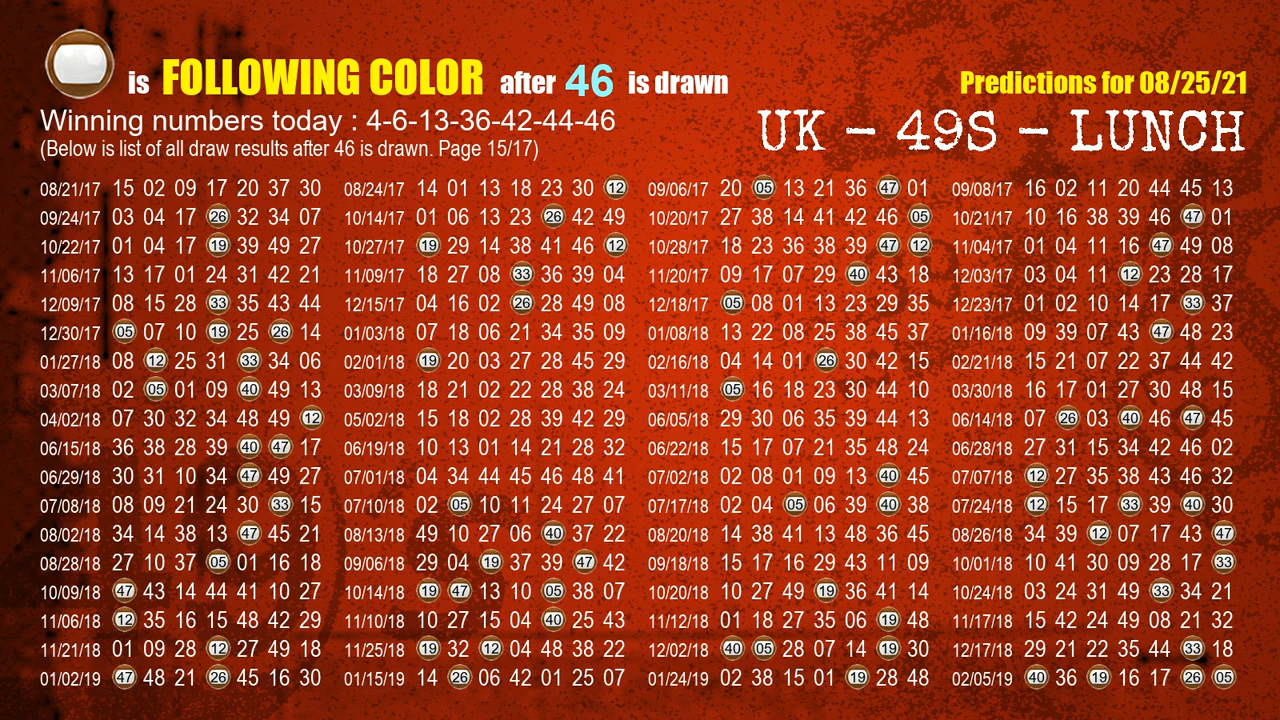 is FOLLOWING COLOR after 46 is drawn
Predictions for 08/25/21
Winning numbers today : 4-6-13-36-42-44-46
UK - 49S - LUNCH
(Below is list of all draw results after 46 is drawn. Page 15/17)
08/21/17 15 02 09 17 20 37 30 08/24/17 14 01 13 18 23 30 12 09/06/17 20 05 13 21 36 47 01 09/08/17 16 02 11 20 44 45 13
09/24/17 03 04 17 26 32 34 07 10/14/17 01 06 13 23 26 42 49 10/20/17 27 38 14 41 42 46 05 10/21/17 10 16 38 39 46 47 01
10/22/17 01 04 17 19 39 49 27 10/27/17 19 29 14 38 41 46 12 10/28/17 18 23 36 38 39 47 12 11/04/17 01 04 11 16 47 49 08
11/06/17 13 17 01 24 31 42 21 11/09/17 18 27 08 33 36 39 04 11/20/17 09 17 07 29 40 43 18 12/03/17 03 04 11 12 23 28 17
12/09/17 08 15 28 33 35 43 44 12/15/17 04 16 02 26 28 49 08 12/18/17 05 08 01 13 23 29 35 12/23/17 01 02 10 14 17 33 37
12/30/17 05 07 10 19 25 26 14 01/03/18 07 18 06 21 34 35 09 01/08/18 13 22 08 25 38 45 37 01/16/18 09 39 07 43 47 48 23
01/27/18 08 12 25 31 33 34 06 02/01/18 19 20 03 27 28 45 29 02/16/18 04 14 01 26 30 42 15 02/21/18 15 21 07 22 37 44 42
03/07/18 02 05 01 09 40 49 13 03/09/18 18 21 02 22 28 38 24 03/11/18 05 16 18 23 30 44 10 03/30/18 16 17 01 27 30 48 15
04/02/18 07 30 32 34 48 49 12 05/02/18 15 18 02 28 39 42 29 06/05/18 29 30 06 35 39 44 13 06/14/18 07 26 03 40 46 47 45
06/15/18 36 38 28 39 40 47 17 06/19/18 10 13 01 14 21 28 32 06/22/18 15 17 07 21 35 48 24 06/28/18 27 31 15 34 42 46 02
06/29/18 30 31 10 34 47 49 27 07/01/18 04 34 44 45 46 48 41 07/02/18 02 08 01 09 13 40 45 07/07/18 12 27 35 38 43 46 32
07/08/18 08 09 21 24 30 33 15 07/10/18 02 05 10 11 24 27 07 07/17/18 02 04 05 06 39 40 38 07/24/18 12 15 17 33 39 40 30
08/02/18 34 14 38 13 47 45 21 08/13/18 49 10 27 06 40 37 22 08/20/18 14 38 41 13 48 36 45 08/26/18 34 39 12 07 17 43 47
08/28/18 27 10 37 05 01 16 18 09/06/18 29 04 19 37 39 47 42 09/18/18 15 17 16 29 43 11 09 10/01/18 10 41 30 09 28 17 33
10/09/18 47 43 14 44 41 10 27 10/14/18 19 47 13 10 05 38 07 10/20/18 10 27 49 19 36 41 14 10/24/18 03 24 31 49 33 34 21
11/06/18 12 35 16 15 48 42 29 11/10/18 10 27 15 04 40 25 43 11/12/18 01 18 27 35 06 19 48 11/17/18 15 42 24 49 08 21 32
11/21/18 01 09 28 12 27 49 18 11/25/18 19 32 12 04 48 38 22 12/02/18 40 05 28 07 14 19 30 12/17/18 29 21 22 35 44 33 18
01/02/19 47 48 21 26 45 16 30 01/15/19 14 26 06 42 01 25 07 01/24/19 02 38 15 01 19 28 48 02/05/19 40 36 19 16 17 26 05